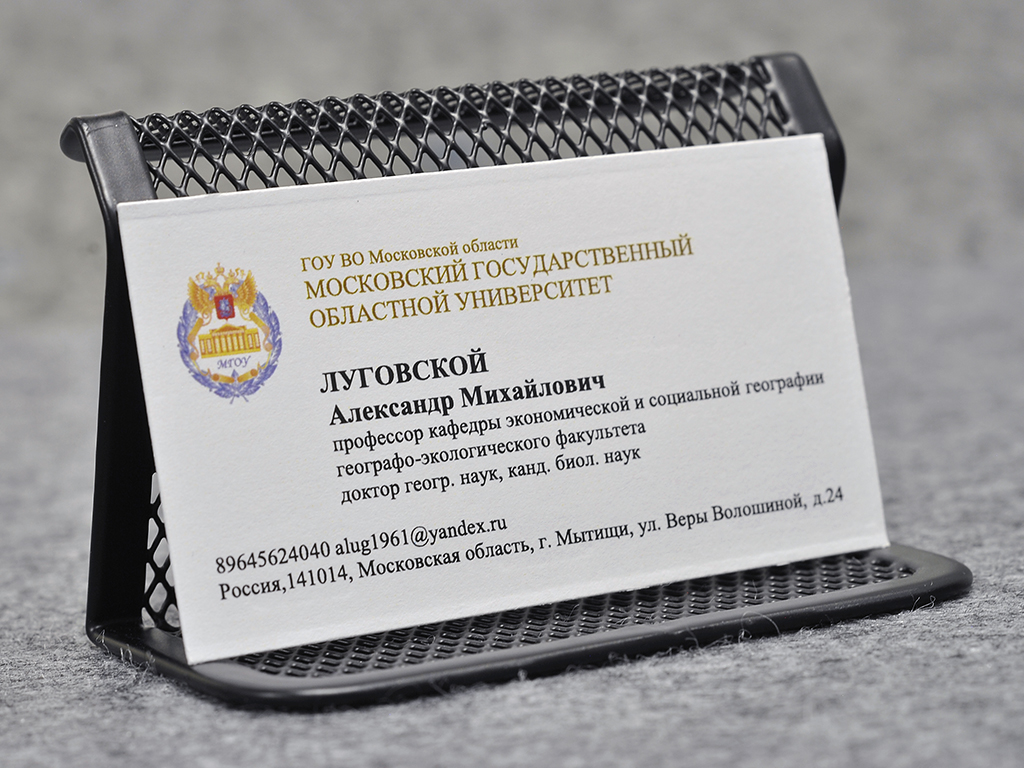 ГОУ ВО Московской области
МОСКОВСКИЙ ГОСУДАРСТВЕННЫЙ
ОБЛАСТНОЙ УНИВЕРСИТЕТ
МГОУ
ЛУГОВСКОЙ
Александр Михайлович
профессор кафедры экономической и социальной географии
географо-экологического факультета
доктор геогр. наук, канд. биол. наук
89645624040 alug1961@yandex.ru
Россия,141014, Московская область, г. Мытищи, ул. Веры Волошиной, д.24